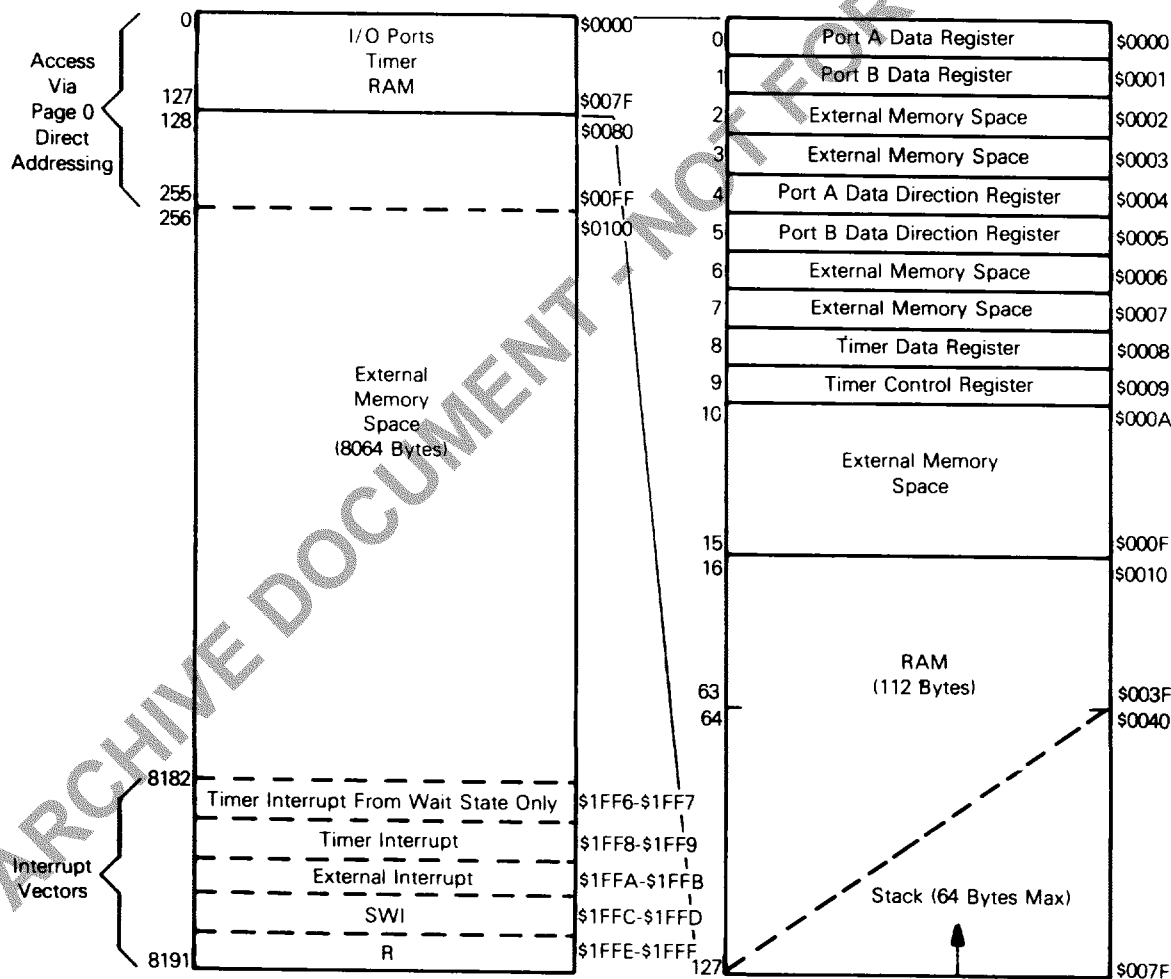 0
I/O Ports
Timer
RAM
$0000
Access
Via
Page 0
Direct
Addressing
127
$007F
128
$0080
255
$00FF
256
$0100
External
Memory
Space
(8064 Bytes)
8182
Timer Interrupt From Wait State Only
$1FF6-$1FF7
Timer Interrupt
$1FF8-$1FF9
Interrupt
Vectors
External Interrupt
$1FFA-$1FFB
SWI
$1FFC-$1FFD
8191
R
$1FFE-$1FFF
0
Port A Data Register
$0000
1
Port B Data Register
$0001
2
External Memory Space
$0002
3
External Memory Space
$0003
4
Port A Data Direction Register
$0004
5
Port B Data Direction Register
$0005
6
External Memory Space
$0006
7
External Memory Space
$0007
8
Timer Data Register
$0008
9
Timer Control Register
$0009
10
$000A
External Memory
Space
15
$000F
16
$0010
RAM
(112 Bytes)
63
$003F
64
$0040
Stack (64 Bytes Max)
127
$007F
ARCHIVE DOCUMENT - NOT FOR